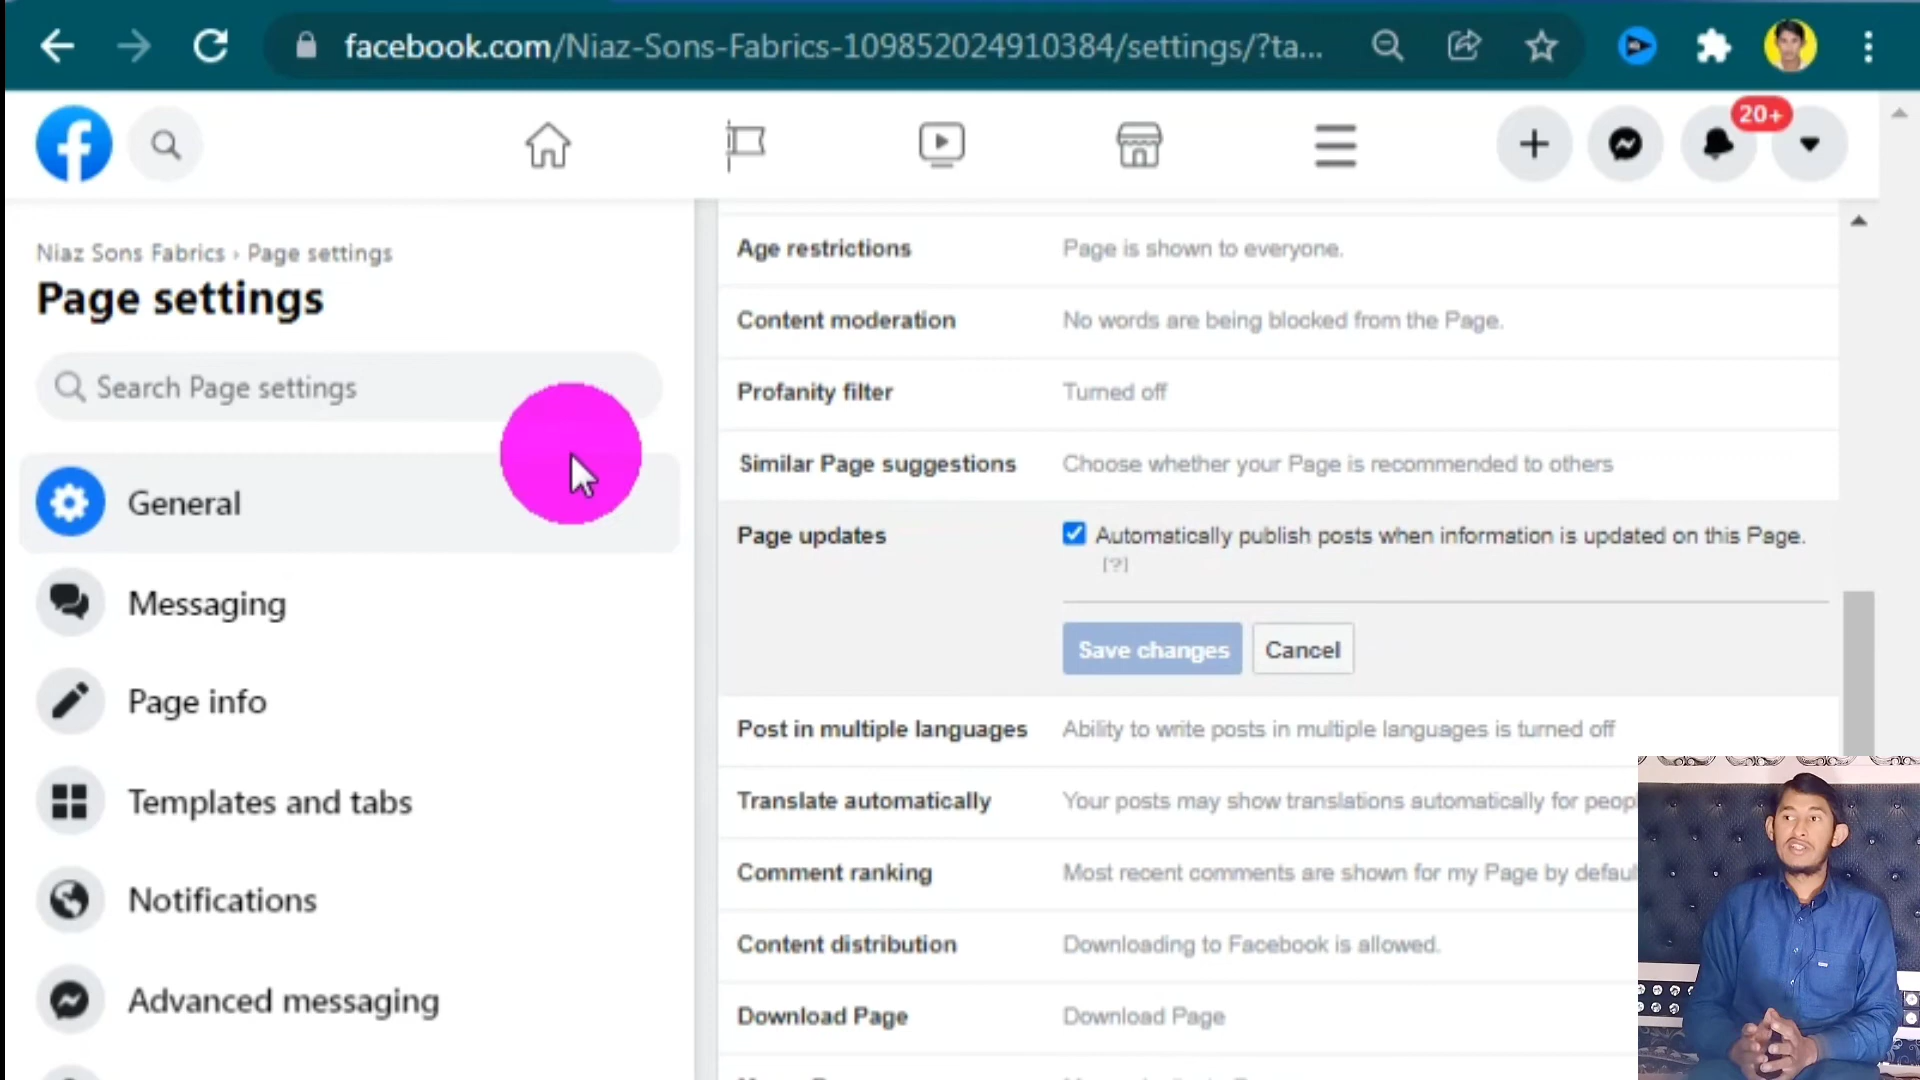 facebook.com/Niaz-Sons-Fabrics-109852024910384/settings/?ta...
20+
Niaz Sons Fabrics › Page settings
Page settings
Search Page settings
General
Messaging
Page info
Templates and tabs
Notifications
Advanced messaging
Age restrictions Page is shown to everyone.
Content moderation No words are being blocked from the Page.
Profanity filter Turned off
Similar Page suggestions Choose whether your Page is recommended to others
Page updates Automatically publish posts when information is updated on this Page.
[?]
Save changes Cancel
Post in multiple languages Ability to write posts in multiple languages is turned off
Translate automatically Your posts may show translations automatically for peop
Comment ranking Most recent comments are shown for my Page by defaul
Content distribution Downloading to Facebook is allowed.
Download Page Download Page